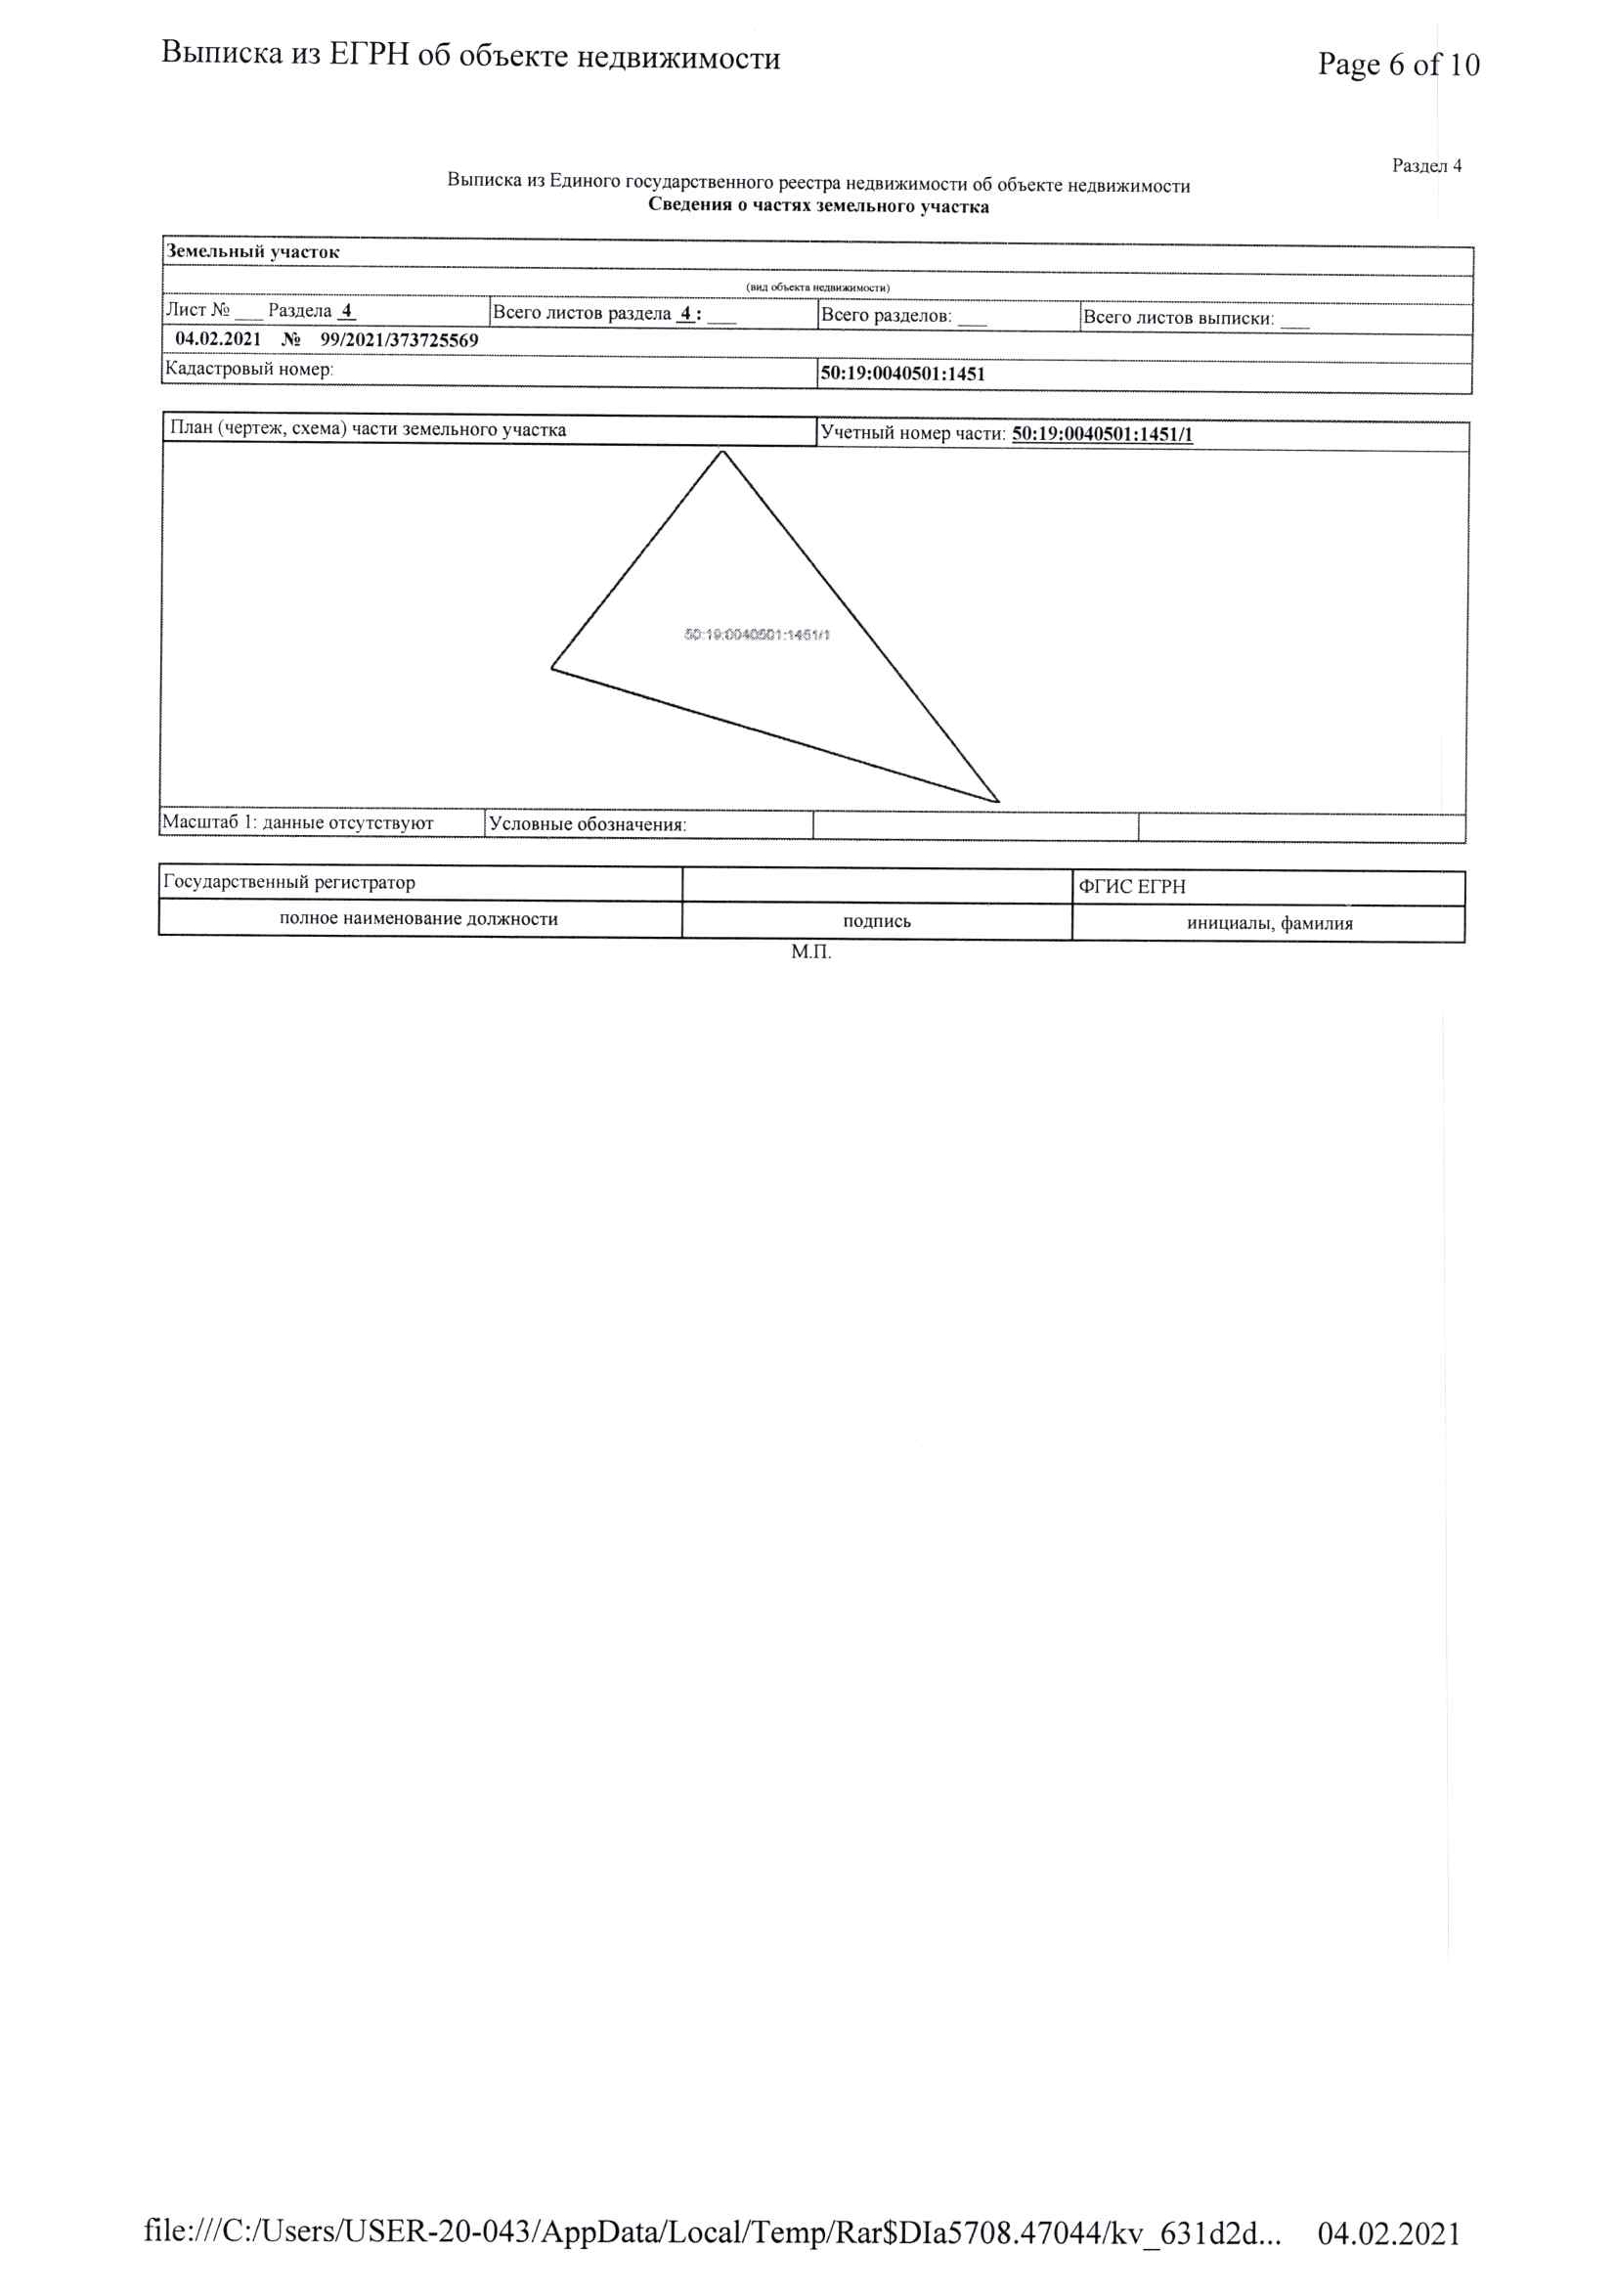 Выписка из ЕГРН об объекте недвижимости Page 6 of 10
Раздел 4
Выписка из Единого государственного реестра недвижимости об объекте недвижимости
Сведения о частях земельного участка
Земельный участок
(вид объекта недвижимости)
Лист № ___ Раздела 4 Всего листов раздела 4 : ___ Всего разделов: ___ Всего листов выписки: ___
04.02.2021 № 99/2021/373725569
Кадастровый номер: 50:19:0040501:1451
План (чертеж, схема) части земельного участка Учетный номер части: 50:19:0040501:1451/1
50:19:0040501:1451/1
Масштаб 1: данные отсутствуют Условные обозначения:
Государственный регистратор ФГИС ЕГРН
полное наименование должности подпись инициалы, фамилия
М.П.
file:///C:/Users/USER-20-043/AppData/Local/Temp/Rar$DIa5708.47044/kv_631d2d... 04.02.2021